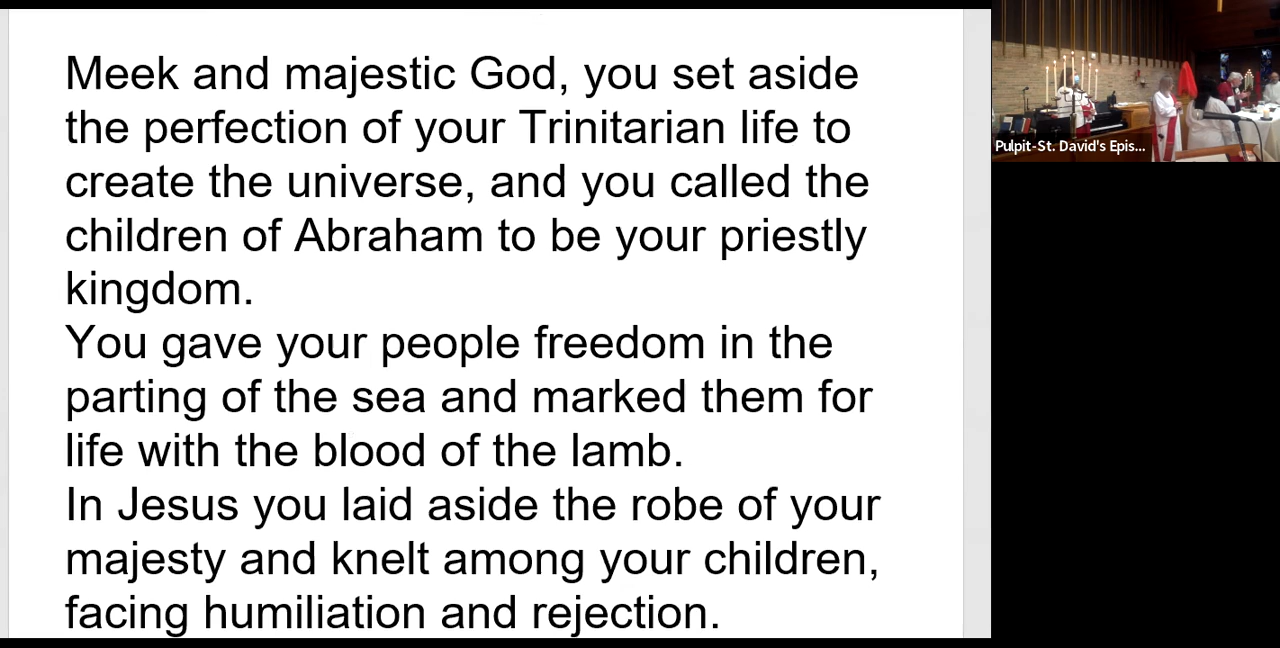 Meek and majestic God, you set aside
the perfection of your Trinitarian life to
create the universe, and you called the
children of Abraham to be your priestly
kingdom.
You gave your people freedom in the
parting of the sea and marked them for
life with the blood of the lamb.
In Jesus you laid aside the robe of your
majesty and knelt among your children,
facing humiliation and rejection.
Pulpit-St. David's Epis...